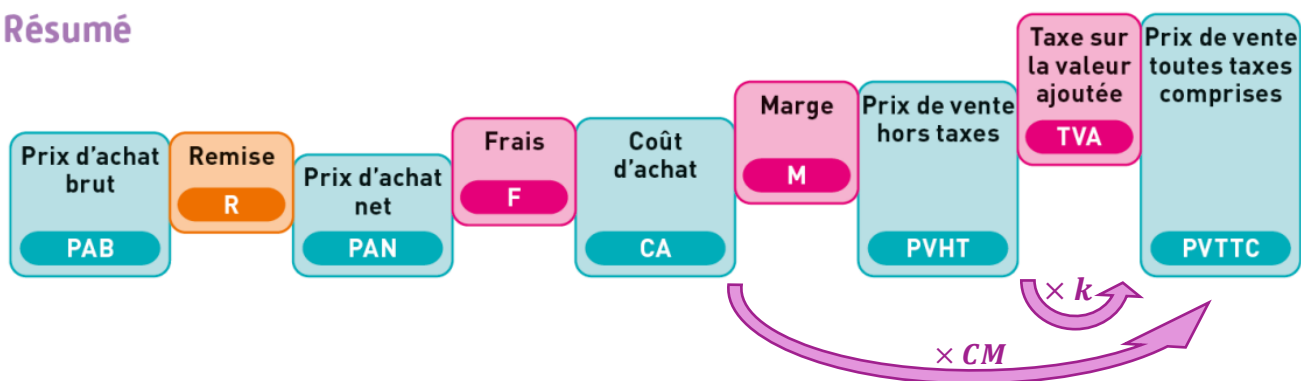 Résumé
Prix d'achat
brut
PAB
Remise
R
Prix d'achat
net
PAN
Frais
F
Coût
d'achat
CA
Marge
M
Prix de vente
hors taxes
PVHT
Taxe sur
la valeur
ajoutée
TVA
Prix de vente
toutes taxes
comprises
PVTTC
× k
× CM